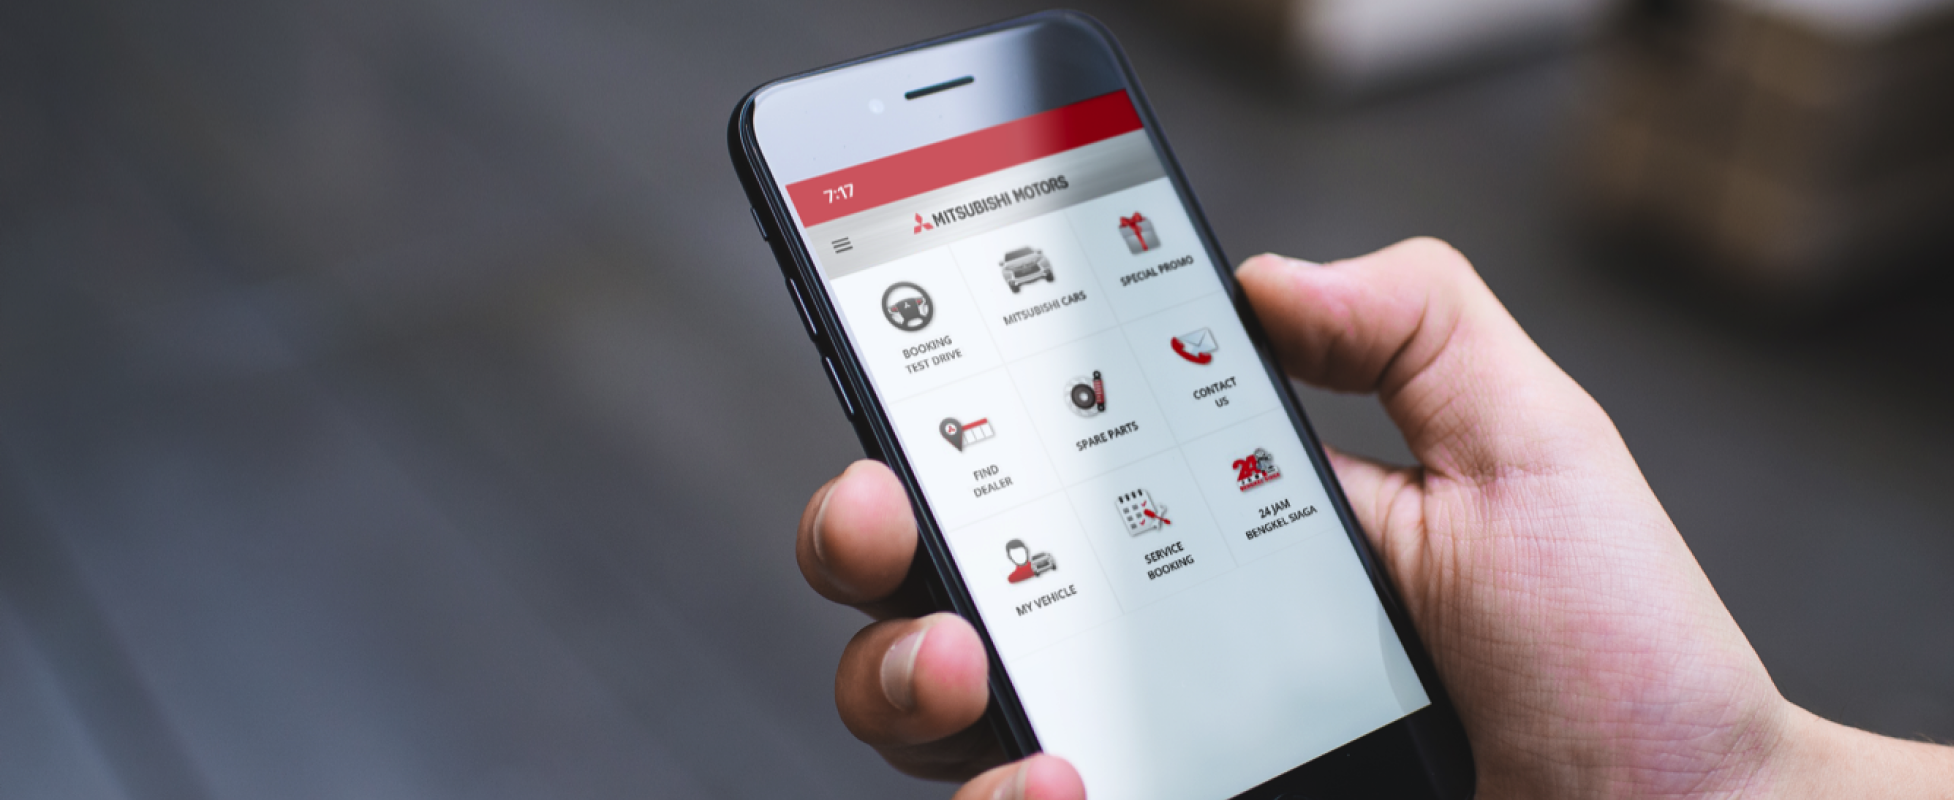 7:17
MITSUBISHI MOTORS
BOOKING
TEST DRIVE
MITSUBISHI CARS
SPECIAL PROMO
FIND
DEALER
SPARE PARTS
CONTACT
US
MY VEHICLE
SERVICE
BOOKING
24
24 JAM
BENGKEL SIAGA